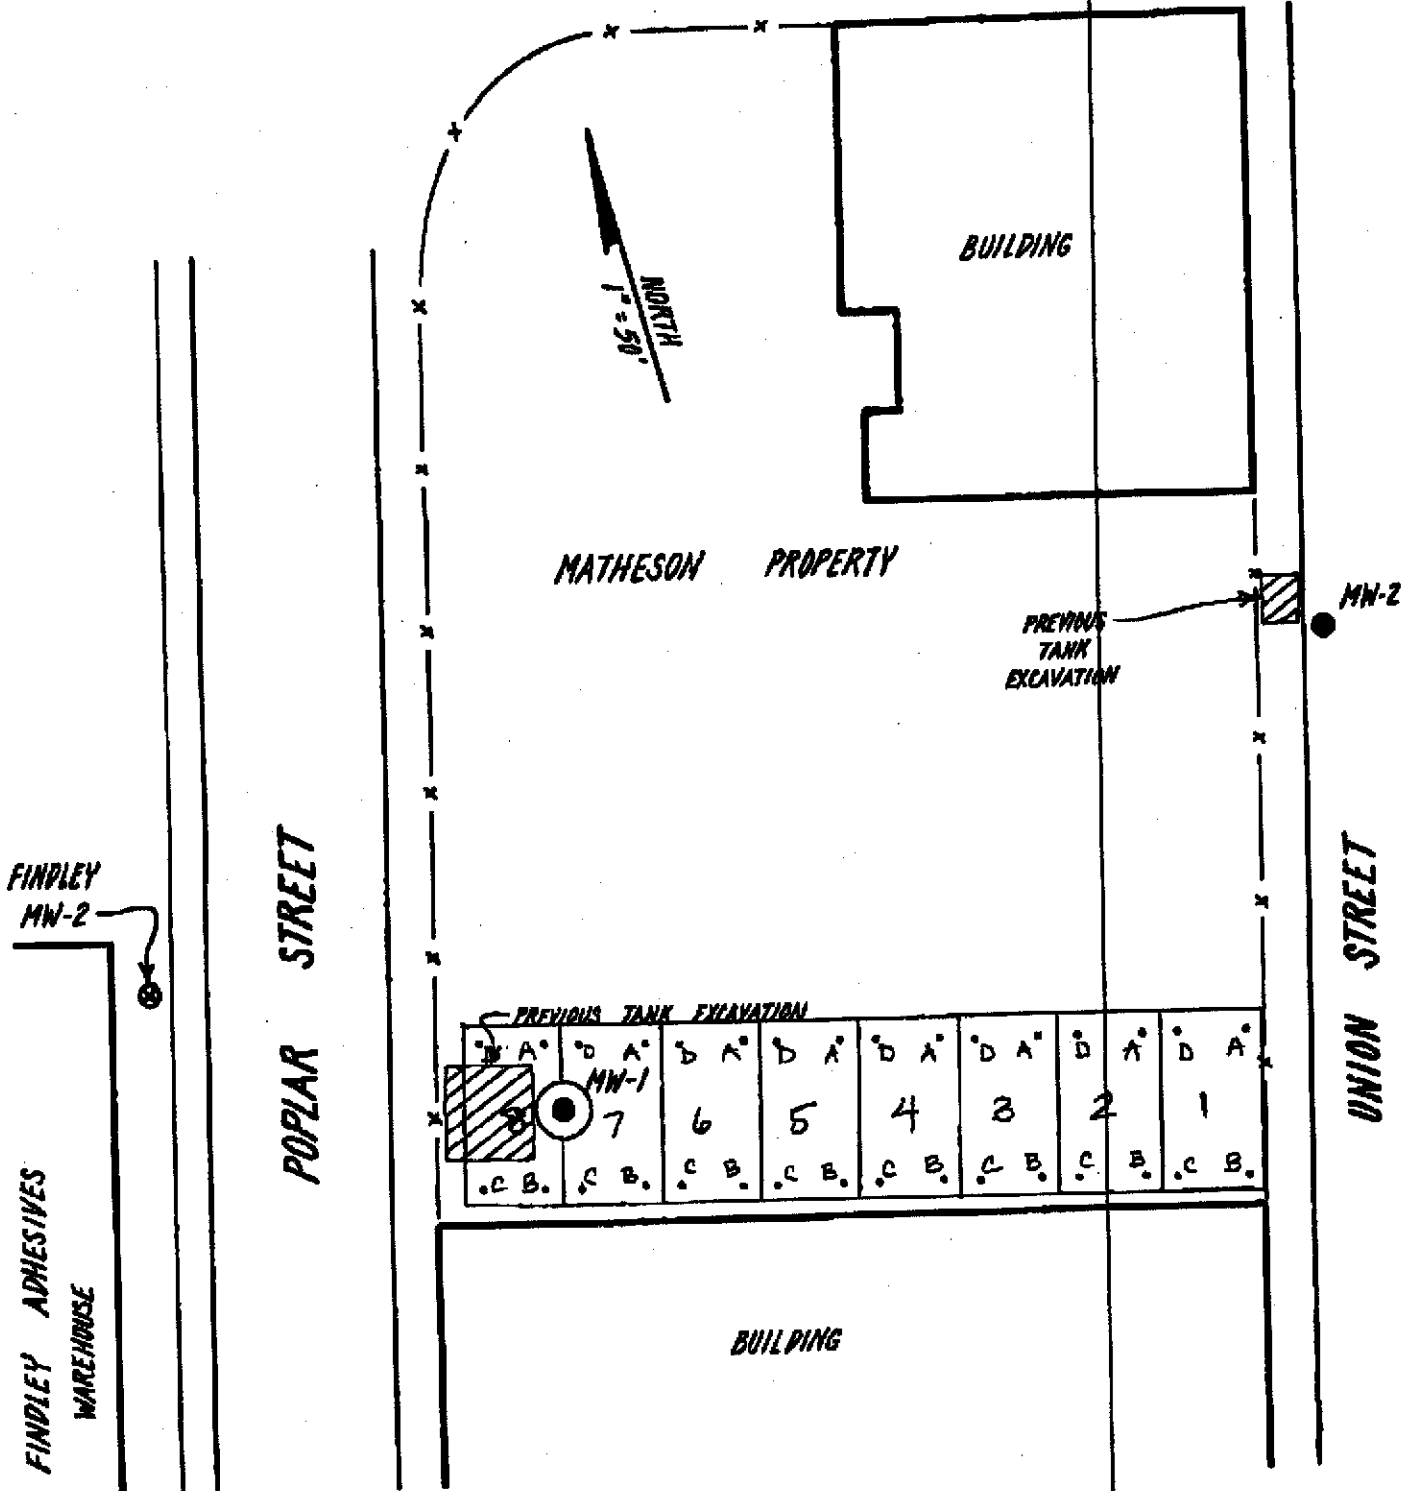 BUILDING
NORTH
1" = 50'
MATHESON PROPERTY
PREVIOUS
TANK
EXCAVATION
MW-2
FINDLEY
MW-2
POPLAR STREET
UNION STREET
PREVIOUS TANK EXCAVATION
A D A D A D A D A D A D A D A
MW-1
8 7 6 5 4 3 2 1
C B C B C B C B C B C B C B C B
FINDLEY ADHESIVES
WAREHOUSE
BUILDING